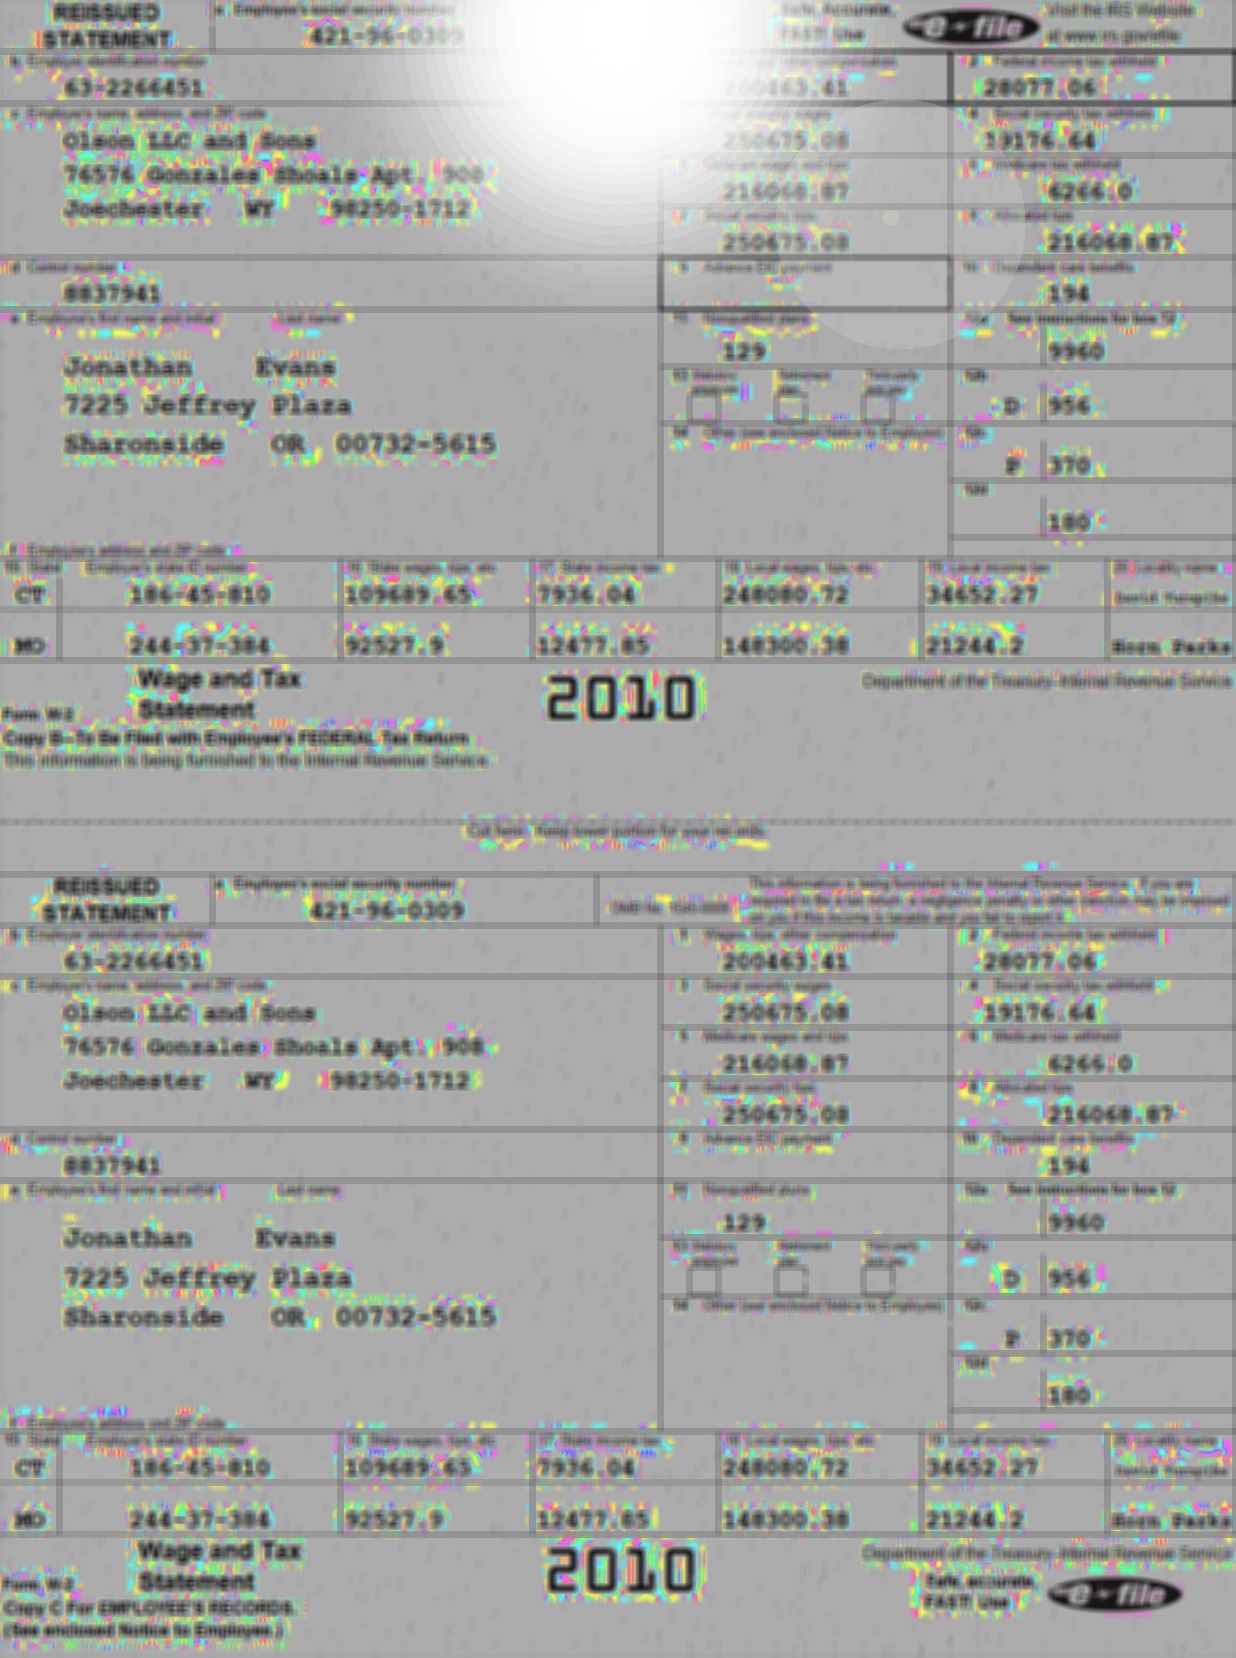 REISSUED STATEMENT
a Employee's social security number
421-96-0309
Safe, Accurate, FAST! Use
e~file
Visit the IRS Website at www.irs.gov/efile
b Employer identification number
63-2266451
200463.41
2 Federal income tax withheld
28077.06
c Employer's name, address, and ZIP code
Olson LLC and Sons
76576 Gonzales Shoals Apt. 908
Joechester WY 98250-1712
250675.08
4 Social security tax withheld
19176.64
5 Medicare wages and tips
216068.87
6 Medicare tax withheld
6266.0
7 Social security tips
250675.08
8 Allocated tips
216068.87
d Control number
8837941
9 Advance EIC payment
10 Dependent care benefits
194
e Employee's first name and initial Last name
Jonathan Evans
7225 Jeffrey Plaza
Sharonside OR 00732-5615
11 Nonqualified plans
129
12a See instructions for box 12
9960
13 Statutory employee Retirement plan Third-party sick pay
12b
D 956
14 Other (see enclosed Notice to Employee)
12c
P 370
12d
180
f Employee's address and ZIP code
15 State Employer's state ID number 16 State wages, tips, etc. 17 State income tax 18 Local wages, tips, etc. 19 Local income tax 20 Locality name
CT 186-45-810 109689.65 7936.04 248080.72 34652.27
MO 244-37-384 92527.9 12477.85 148300.38 21244.2 Horn Parks
Form W-2
Wage and Tax Statement
2010
Department of the Treasury-Internal Revenue Service
Copy B—To Be Filed with Employee's FEDERAL Tax Return
This information is being furnished to the Internal Revenue Service.
Cut here. Keep lower portion for your records.
REISSUED STATEMENT
a Employee's social security number
421-96-0309
OMB No. 1545-0008
This information is being furnished to the Internal Revenue Service. If you are
required to file a tax return, a negligence penalty or other sanction may be imposed
on you if this income is taxable and you fail to report it.
b Employer identification number
63-2266451
1 Wages, tips, other compensation
200463.41
2 Federal income tax withheld
28077.06
c Employer's name, address, and ZIP code
Olson LLC and Sons
76576 Gonzales Shoals Apt. 908
Joechester WY 98250-1712
3 Social security wages
250675.08
4 Social security tax withheld
19176.64
5 Medicare wages and tips
216068.87
6 Medicare tax withheld
6266.0
7 Social security tips
250675.08
8 Allocated tips
216068.87
d Control number
8837941
9 Advance EIC payment
10 Dependent care benefits
194
e Employee's first name and initial Last name
Jonathan Evans
7225 Jeffrey Plaza
Sharonside OR 00732-5615
11 Nonqualified plans
129
12a See instructions for box 12
9960
13 Statutory employee Retirement plan Third-party sick pay
12b
D 956
14 Other (see enclosed Notice to Employee)
12c
P 370
12d
180
f Employee's address and ZIP code
15 State Employer's state ID number 16 State wages, tips, etc. 17 State income tax 18 Local wages, tips, etc. 19 Local income tax 20 Locality name
CT 186-45-810 109689.65 7936.04 248080.72 34652.27
MO 244-37-384 92527.9 12477.85 148300.38 21244.2 Horn Parks
Form W-2
Wage and Tax Statement
2010
Department of the Treasury-Internal Revenue Service
Copy C For EMPLOYEE'S RECORDS.
(See enclosed Notice to Employee.)
Safe, accurate, FAST! Use
e~file